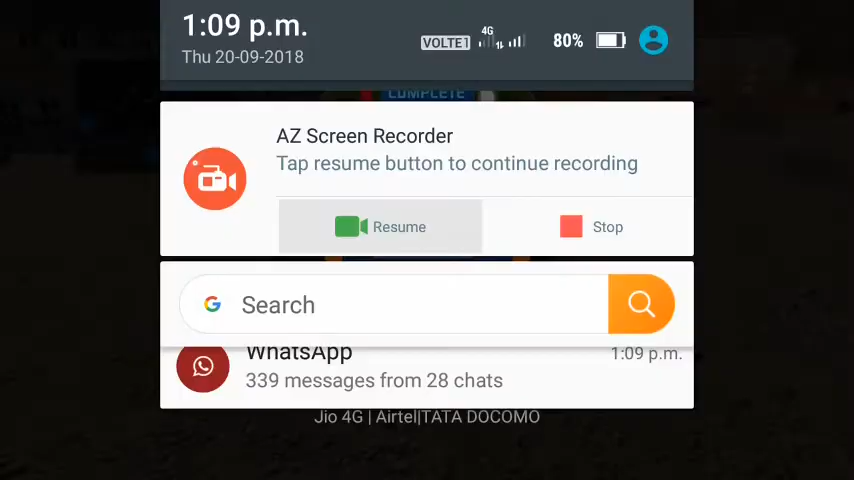 1:09 p.m.
Thu 20-09-2018
VOLTE1
4G
80%
COMPLETE
AZ Screen Recorder
Tap resume button to continue recording
Resume
Stop
G
Search
WhatsApp
1:09 p.m.
339 messages from 28 chats
Jio 4G | Airtel|TATA DOCOMO